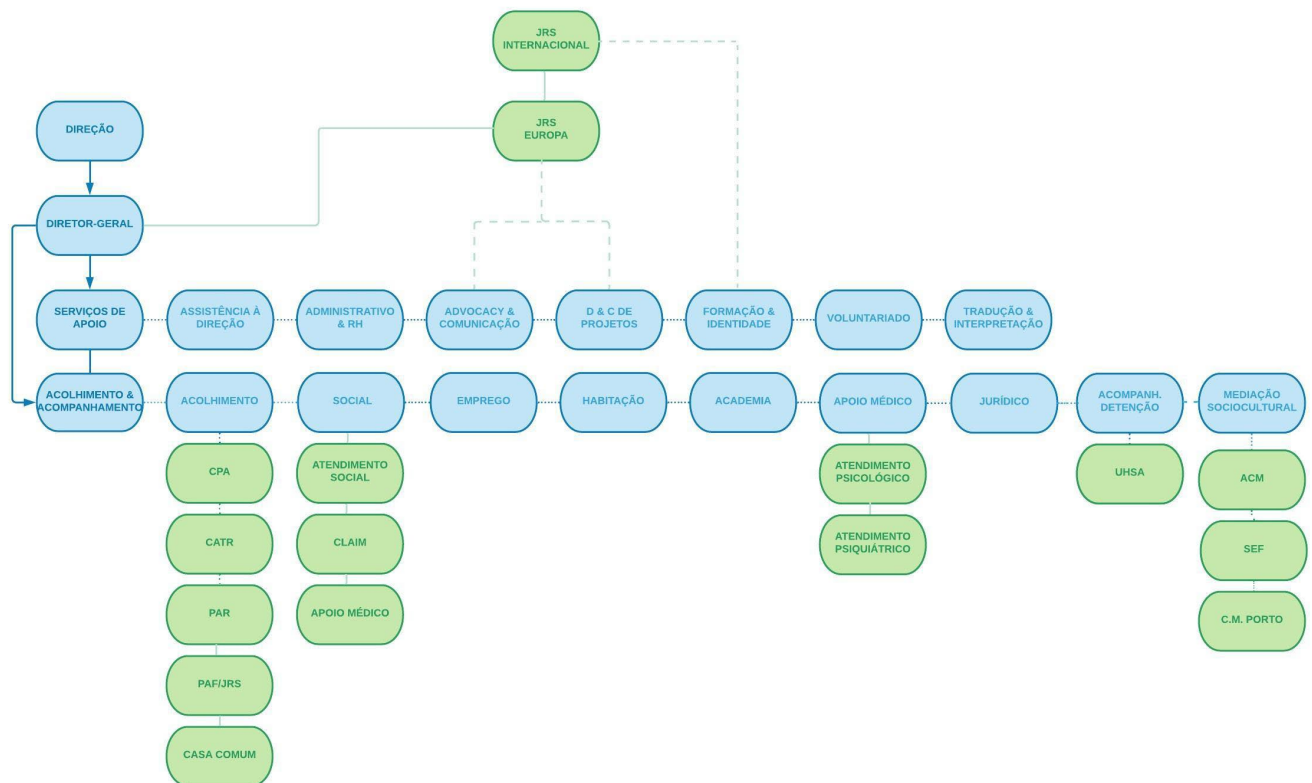 JRS
INTERNACIONAL
JRS
EUROPA
DIREÇÃO
DIRETOR-GERAL
SERVIÇOS DE
APOIO
ASSISTÊNCIA À
DIREÇÃO
ADMINISTRATIVO
& RH
ADVOCACY &
COMUNICAÇÃO
D & C DE
PROJETOS
FORMAÇÃO &
IDENTIDADE
VOLUNTARIADO
TRADUÇÃO &
INTERPRETAÇÃO
ACOLHIMENTO &
ACOMPANHAMENTO
ACOLHIMENTO
SOCIAL
EMPREGO
HABITAÇÃO
ACADEMIA
APOIO MÉDICO
JURÍDICO
ACOMPANH.
DETENÇÃO
MEDIAÇÃO
SOCIOCULTURAL
CPA
CATR
PAR
PAF/JRS
CASA COMUM
ATENDIMENTO
SOCIAL
CLAIM
APOIO MÉDICO
ATENDIMENTO
PSICOLÓGICO
ATENDIMENTO
PSIQUIÁTRICO
UHSA
ACM
SEF
C.M. PORTO